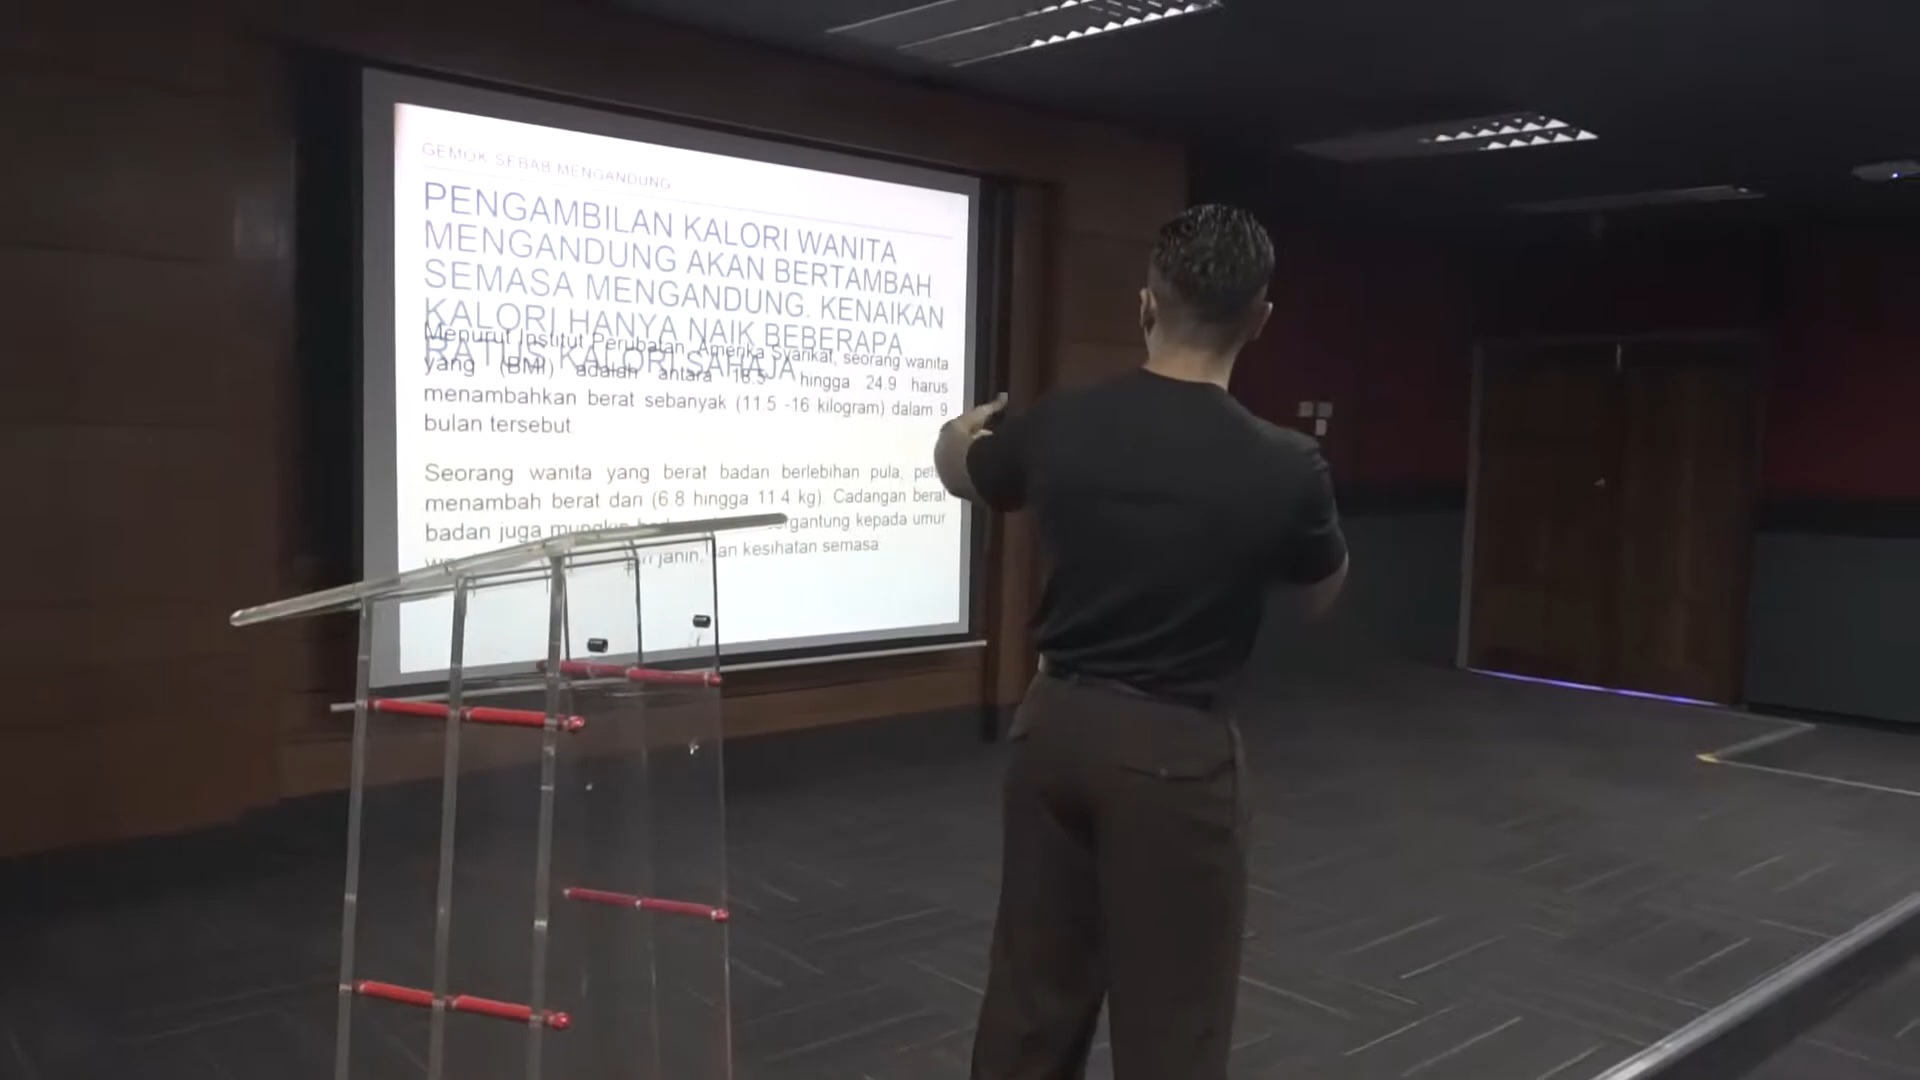 GEMOK SEBAB MENGANDUNG
PENGAMBILAN KALORI WANITA
MENGANDUNG AKAN BERTAMBAH
SEMASA MENGANDUNG. KENAIKAN
KALORI HANYA NAIK BEBERAPA
RATUS KALORI SAHAJA
Menurut Institut Perubatan, Amerika Syarikat, seorang wanita
yang (BMI) adalah antara 18.5 hingga 24.9 harus
menambahkan berat sebanyak (11.5 -16 kilogram) dalam 9
bulan tersebut
Seorang wanita yang berat badan berlebihan pula,
menambah berat dari (6.8 hingga 11.4 kg). Cadangan berat
badan juga kepada umur
janin, kesihatan semasa